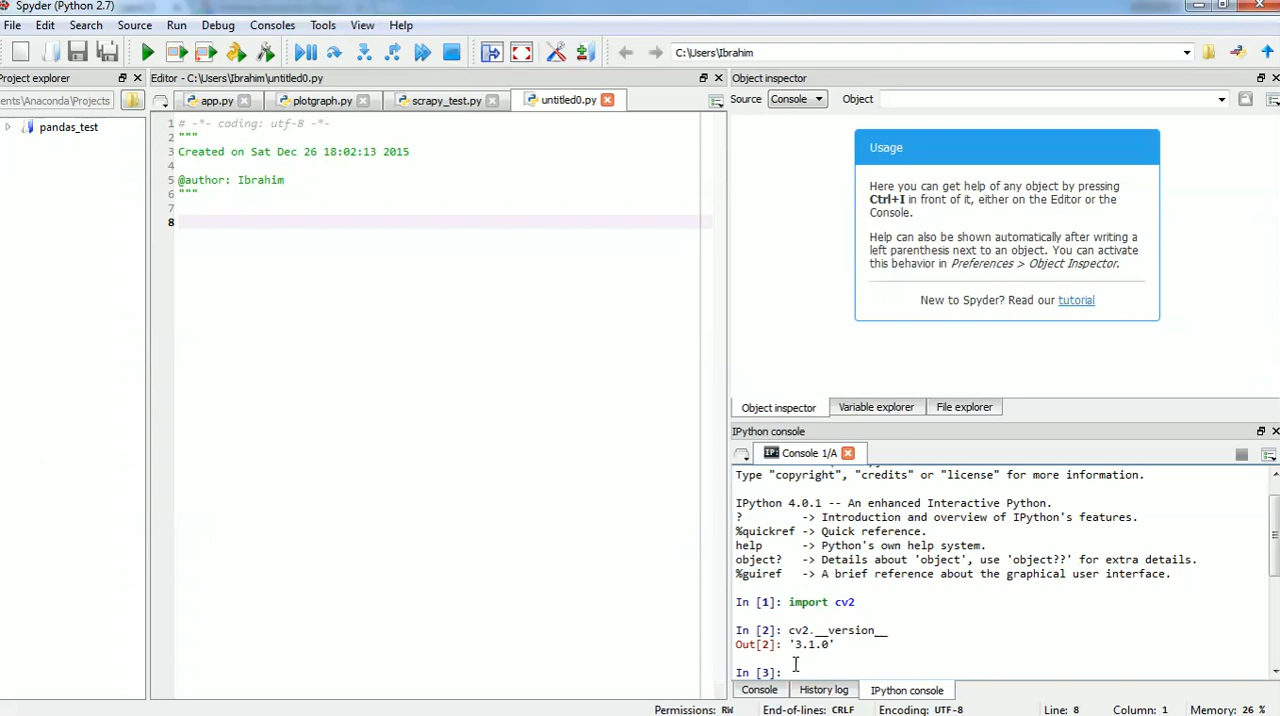 Spyder (Python 2.7)
File Edit Search Source Run Debug Consoles Tools View Help
C:\Users\Ibrahim
Project explorer
ents\Anaconda\Projects
pandas_test
Editor - C:\Users\Ibrahim\untitled0.py
app.py plotgraph.py scrapy_test.py untitled0.py
1 # -*- coding: utf-8 -*-
2 """
3 Created on Sat Dec 26 18:02:13 2015
4
5 @author: Ibrahim
6 """
7
8
Object inspector
Source Console Object
Usage
Here you can get help of any object by pressing
Ctrl+I in front of it, either on the Editor or the
Console.
Help can also be shown automatically after writing a
left parenthesis next to an object. You can activate
this behavior in Preferences > Object Inspector.
New to Spyder? Read our tutorial
Object inspector Variable explorer File explorer
IPython console
IP: Console 1/A
Type "copyright", "credits" or "license" for more information.
IPython 4.0.1 -- An enhanced Interactive Python.
? -> Introduction and overview of IPython's features.
%quickref -> Quick reference.
help -> Python's own help system.
object? -> Details about 'object', use 'object??' for extra details.
%guiref -> A brief reference about the graphical user interface.
In [1]: import cv2
In [2]: cv2.__version__
Out[2]: '3.1.0'
In [3]:
Console History log IPython console
Permissions: RW End-of-lines: CRLF Encoding: UTF-8 Line: 8 Column: 1 Memory: 26 %